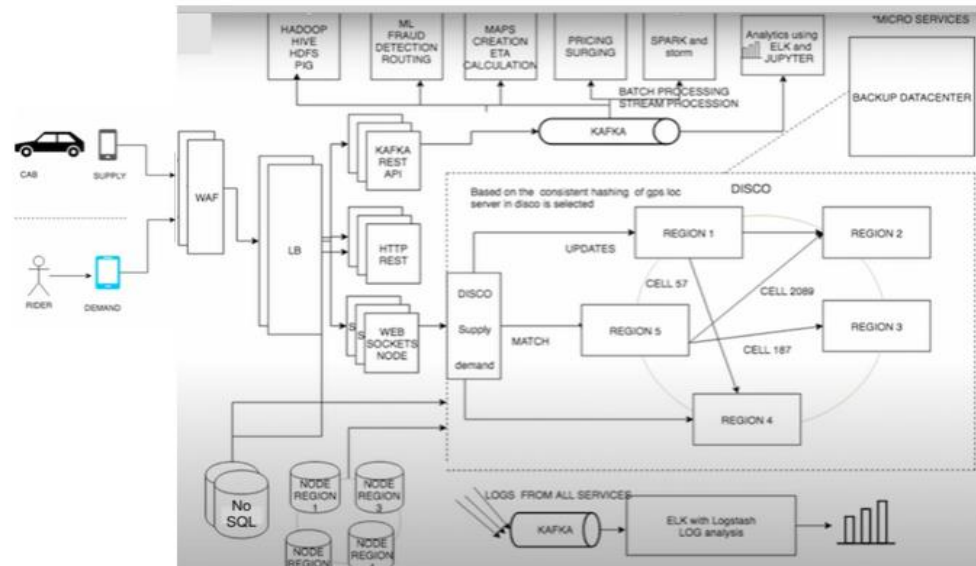 HADOOP
HIVE
HDFS
PIG
ML
FRAUD
DETECTION
ROUTING
MAPS
CREATION
ETA
CALCULATION
PRICING
SURGING
SPARK and
storm
Analytics using
ELK and
JUPYTER
*MICRO SERVICES
BACKUP DATACENTER
BATCH PROCESSING
STREAM PROCESSION
KAFKA
KAFKA
REST
API
CAB
SUPPLY
WAF
RIDER
DEMAND
LB
HTTP
REST
S
S
WEB
SOCKETS
NODE
Based on the consistent hashing of gps loc
server in disco is selected
DISCO
REGION 1
REGION 2
UPDATES
CELL 57
CELL 2089
DISCO
Supply
demand
MATCH
REGION 5
REGION 3
CELL 187
REGION 4
No
SQL
NODE
REGION
1
NODE
REGION
3
NODE
REGION
NODE
REGION
LOGS FROM ALL SERVICES
KAFKA
ELK with Logstash
LOG analysis